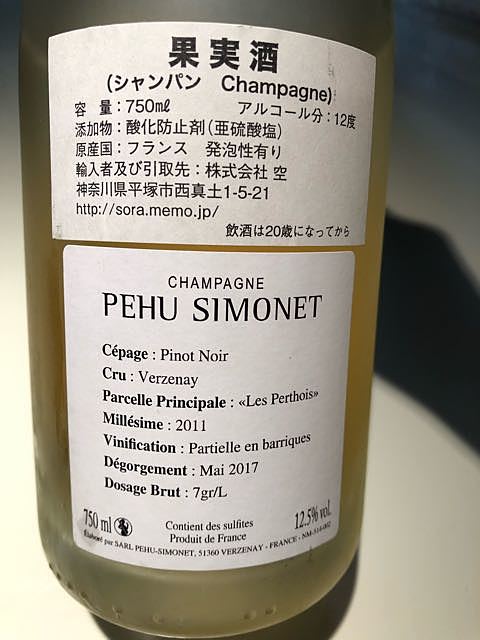 果実酒
(シャンパン Champagne)
容 量：750㎖ アルコール分：12度
添加物：酸化防止剤(亜硫酸塩)
原産国：フランス 発泡性有り
輸入者及び引取先：株式会社 空
神奈川県平塚市西真土1-5-21
http://sora.memo.jp/
飲酒は20歳になってから
CHAMPAGNE
PEHU SIMONET
Cépage : Pinot Noir
Cru : Verzenay
Parcelle Principale : «Les Perthois»
Millésime : 2011
Vinification : Partielle en barriques
Dégorgement : Mai 2017
Dosage Brut : 7gr/L
750 ml Contient des sulfites 12.5% vol.
Produit de France
Elaboré par SARL PEHU-SIMONET, 51360 VERZENAY - FRANCE - NM-514-002